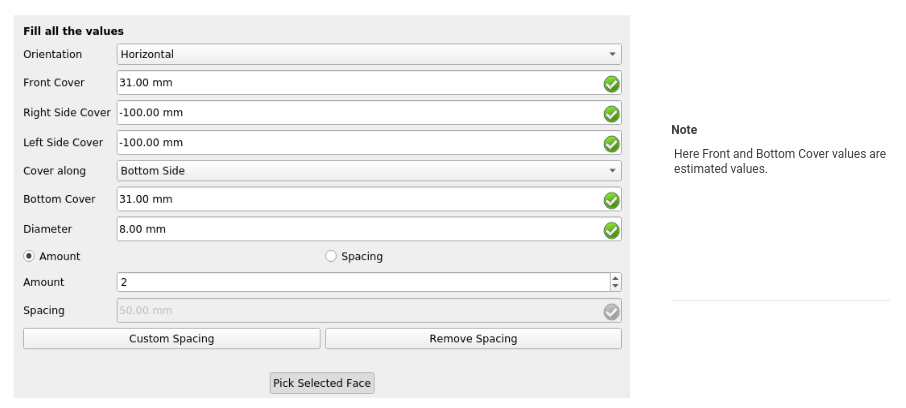 Fill all the values
Orientation Horizontal
Front Cover 31.00 mm
Right Side Cover -100.00 mm
Left Side Cover -100.00 mm
Cover along Bottom Side
Bottom Cover 31.00 mm
Diameter 8.00 mm
Amount Spacing
Amount 2
Spacing 50.00 mm
Custom Spacing Remove Spacing
Pick Selected Face
Note
Here Front and Bottom Cover values are
estimated values.